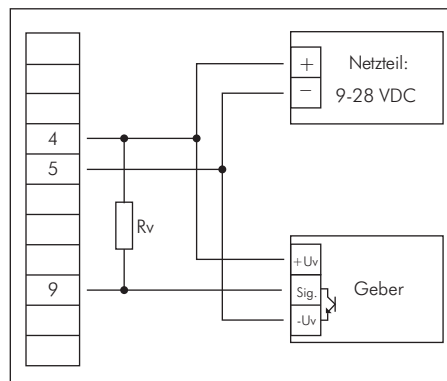 4
5
9
Rv
+
−
Netzteil:
9-28 VDC
+Uv
Sig.
-Uv
Geber